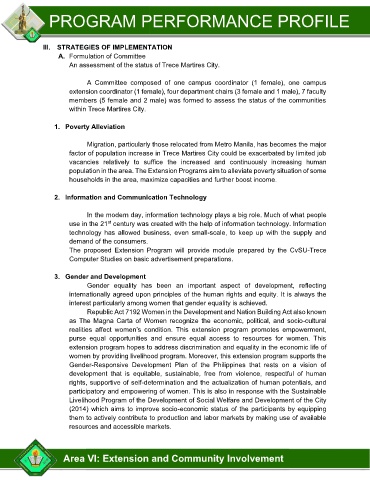 PROGRAM PERFORMANCE PROFILE
III. STRATEGIES OF IMPLEMENTATION
A. Formulation of Committee
An assessment of the status of Trece Martires City.
A Committee composed of one campus coordinator (1 female), one campus
extension coordinator (1 female), four department chairs (3 female and 1 male), 7 faculty
members (5 female and 2 male) was formed to assess the status of the communities
within Trece Martires City.
1. Poverty Alleviation
Migration, particularly those relocated from Metro Manila, has becomes the major
factor of population increase in Trece Martires City could be exacerbated by limited job
vacancies relatively to suffice the increased and continuously increasing human
population in the area. The Extension Programs aim to alleviate poverty situation of some
households in the area, maximize capacities and further boost income.
2. Information and Communication Technology
In the modern day, information technology plays a big role. Much of what people
use in the 21st century was created with the help of information technology. Information
technology has allowed business, even small-scale, to keep up with the supply and
demand of the consumers.
The proposed Extension Program will provide module prepared by the CvSU-Trece
Computer Studies on basic advertisement preparations.
3. Gender and Development
Gender equality has been an important aspect of development, reflecting
internationally agreed upon principles of the human rights and equity. It is always the
interest particularly among women that gender equality is achieved.
Republic Act 7192 Women in the Development and Nation Building Act also known
as The Magna Carta of Women recognize the economic, political, and socio-cultural
realities affect women's condition. This extension program promotes empowerment,
purse equal opportunities and ensure equal access to resources for women. This
extension program hopes to address discrimination and equality in the economic life of
women by providing livelihood program. Moreover, this extension program supports the
Gender-Responsive Development Plan of the Philippines that rests on a vision of
development that is equitable, sustainable, free from violence, respectful of human
rights, supportive of self-determination and the actualization of human potentials, and
participatory and empowering of women. This is also in response with the Sustainable
Livelihood Program of the Development of Social Welfare and Development of the City
(2014) which aims to improve socio-economic status of the participants by equipping
them to actively contribute to production and labor markets by making use of available
resources and accessible markets.
Area VI: Extension and Community Involvement